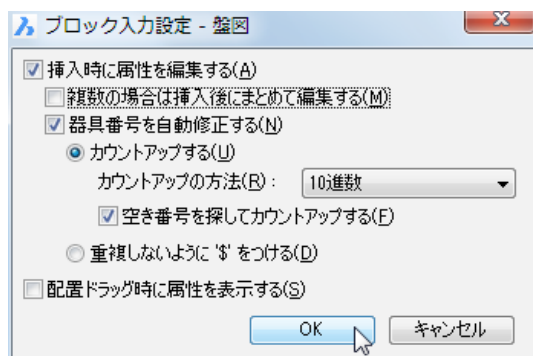 ブロック入力設定 - 盤図
挿入時に属性を編集する(A)
複数の場合は挿入後にまとめて編集する(M)
器具番号を自動修正する(N)
カウントアップする(U)
カウントアップの方法(R): 10進数
空き番号を探してカウントアップする(F)
重複しないように '$' をつける(D)
配置ドラッグ時に属性を表示する(S)
OK キャンセル